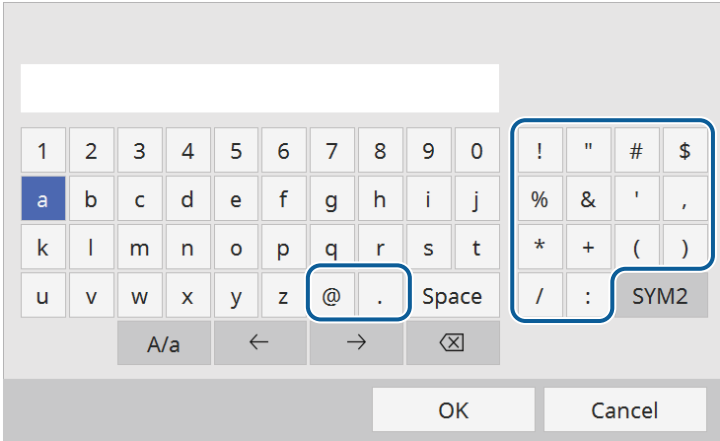 1 2 3 4 5 6 7 8 9 0 ! " # $
a b c d e f g h i j % & ' ,
k l m n o p q r s t * + ( )
u v w x y z @ . Space / : SYM2
A/a ← → ⌫
OK Cancel